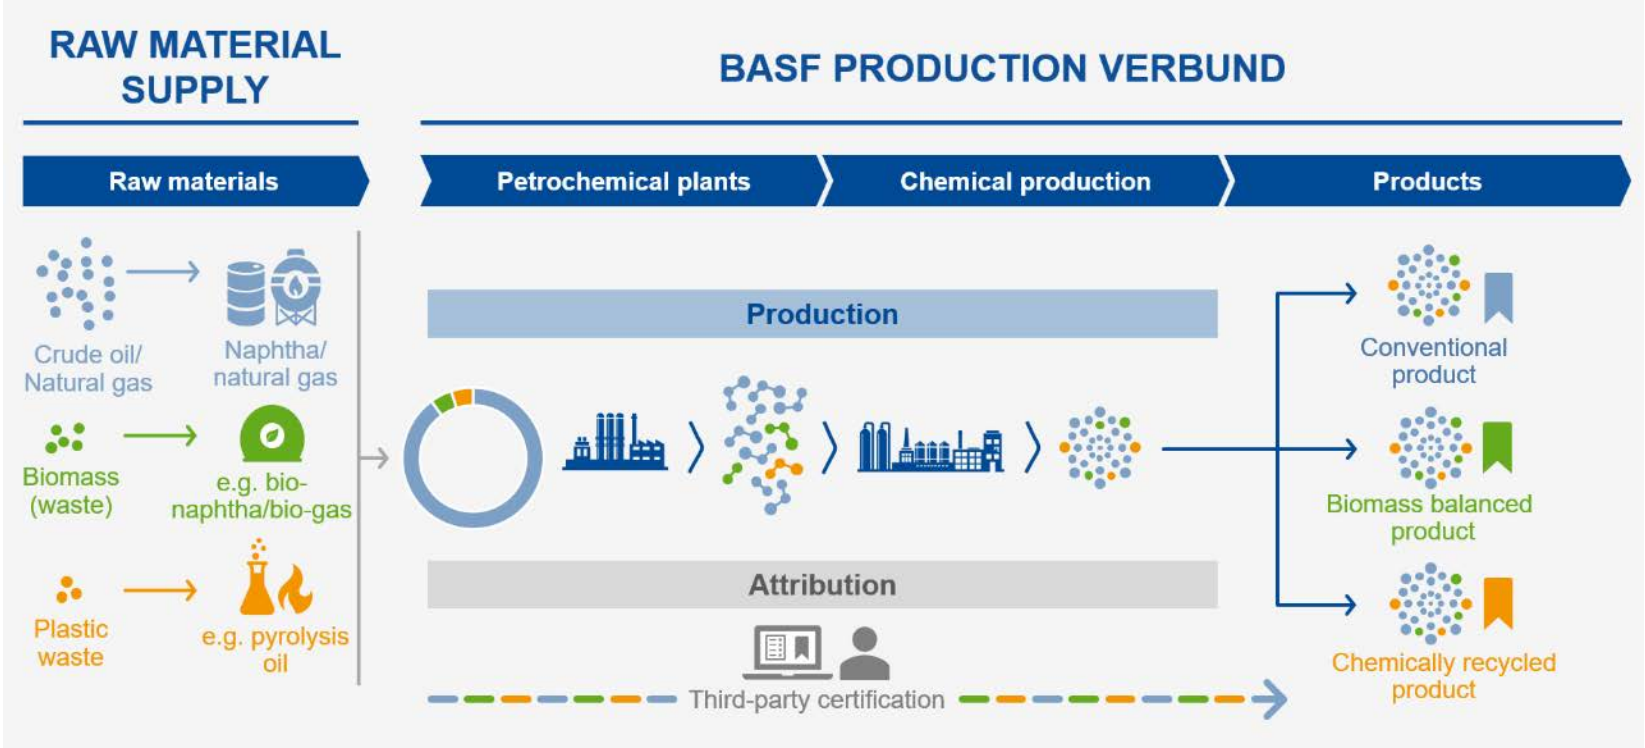 RAW MATERIAL
SUPPLY
BASF PRODUCTION VERBUND
Raw materials
Petrochemical plants
Chemical production
Products
Crude oil/
Natural gas
Naphtha/
natural gas
Biomass
(waste)
e.g. bio-
naphtha/bio-gas
Plastic
waste
e.g. pyrolysis
oil
Production
Attribution
Third-party certification
Conventional
product
Biomass balanced
product
Chemically recycled
product